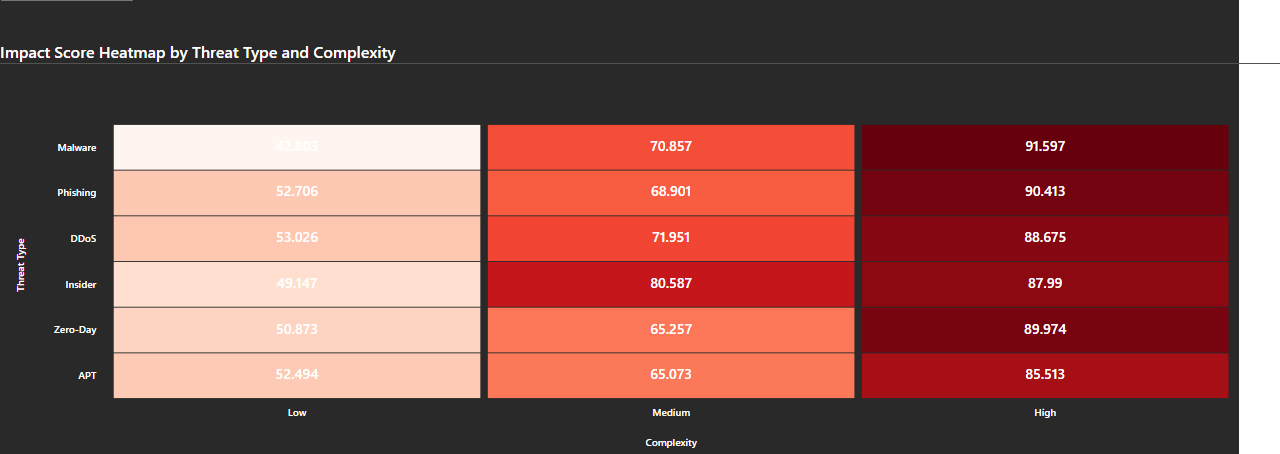 Impact Score Heatmap by Threat Type and Complexity
Threat Type
Malware 42.803 70.857 91.597
Phishing 52.706 68.901 90.413
DDoS 53.026 71.951 88.675
Insider 49.147 80.587 87.99
Zero-Day 50.873 65.257 89.974
APT 52.494 65.073 85.513
Low Medium High
Complexity